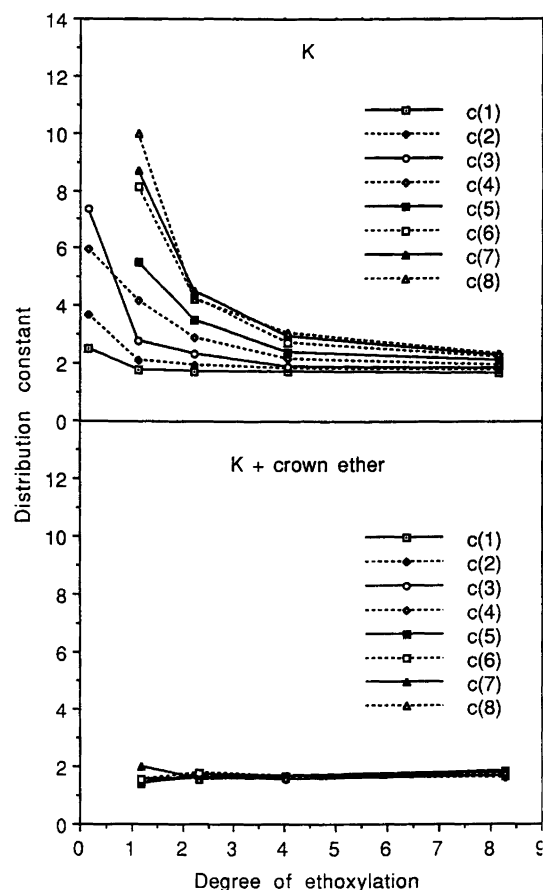 14
K
12
10
8
6
4
2
0
c(1)
c(2)
c(3)
c(4)
c(5)
c(6)
c(7)
c(8)
Distribution constant
K + crown ether
12
10
8
6
4
2
0
c(1)
c(2)
c(3)
c(4)
c(5)
c(6)
c(7)
c(8)
0 1 2 3 4 5 6 7 8 9
Degree of ethoxylation